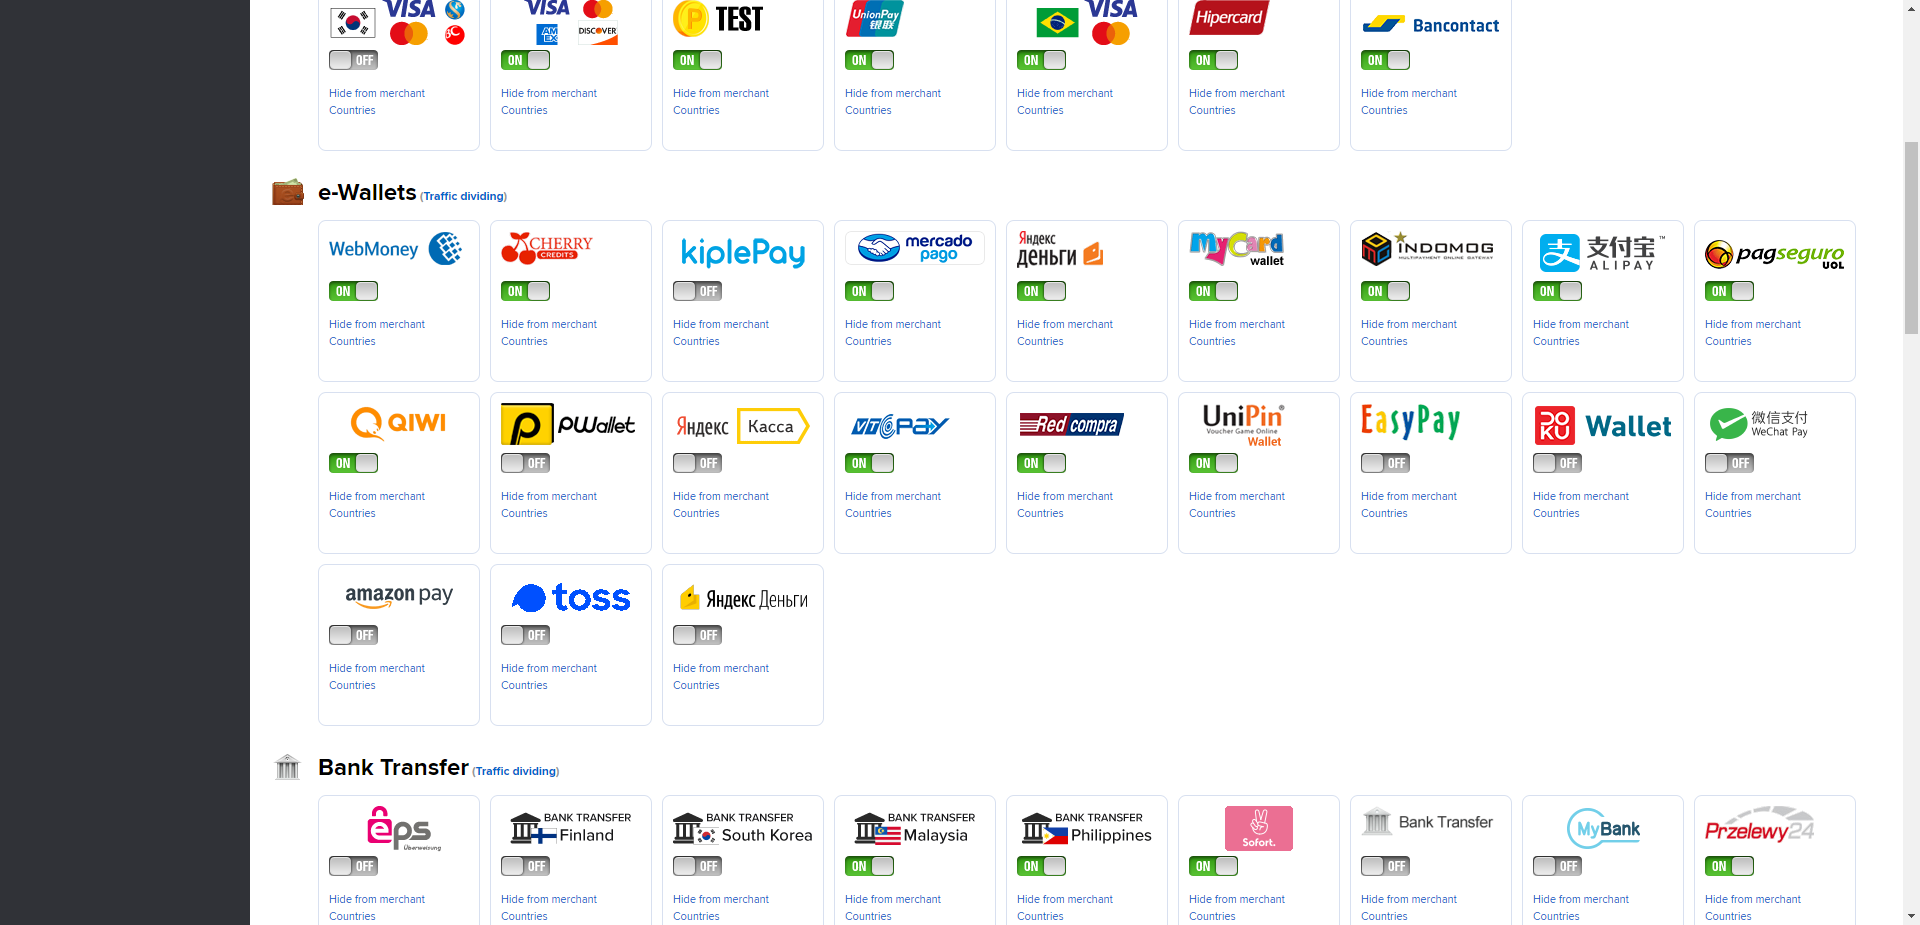 VISA
VISA
AM EX
DISCOVER
P TEST
UnionPay
银联
VISA
Hipercard
Bancontact
OFF ON ON ON ON ON ON
Hide from merchant Hide from merchant Hide from merchant Hide from merchant Hide from merchant Hide from merchant Hide from merchant
Countries Countries Countries Countries Countries Countries Countries
e-Wallets (Traffic dividing)
WebMoney
CHERRY
CREDITS
kiplePay
mercado
pago
Яндекс
деньги
MyCard
wallet
INDOMOG
MULTIPAYMENT ONLINE GATEWAY
支 支付宝™
ALIPAY
pagseguro
UOL
ON ON OFF ON ON ON ON ON ON
Hide from merchant Hide from merchant Hide from merchant Hide from merchant Hide from merchant Hide from merchant Hide from merchant Hide from merchant Hide from merchant
Countries Countries Countries Countries Countries Countries Countries Countries Countries
QIWI
P PWallet
Яндекс Касса
VTC PAY
Red compra
UniPin®
Voucher Game Online
Wallet
EasyPay
DOKU Wallet
微信支付
WeChat Pay
ON OFF OFF ON ON ON OFF OFF OFF
Hide from merchant Hide from merchant Hide from merchant Hide from merchant Hide from merchant Hide from merchant Hide from merchant Hide from merchant Hide from merchant
Countries Countries Countries Countries Countries Countries Countries Countries Countries
amazon pay
toss
Яндекс Деньги
OFF OFF OFF
Hide from merchant Hide from merchant Hide from merchant
Countries Countries Countries
Bank Transfer (Traffic dividing)
eps
Überweisung
BANK TRANSFER
Finland
BANK TRANSFER
South Korea
BANK TRANSFER
Malaysia
BANK TRANSFER
Philippines
Sofort.
Bank Transfer
MyBank
Przelewy24
OFF OFF OFF ON ON ON OFF OFF ON
Hide from merchant Hide from merchant Hide from merchant Hide from merchant Hide from merchant Hide from merchant Hide from merchant Hide from merchant Hide from merchant
Countries Countries Countries Countries Countries Countries Countries Countries Countries